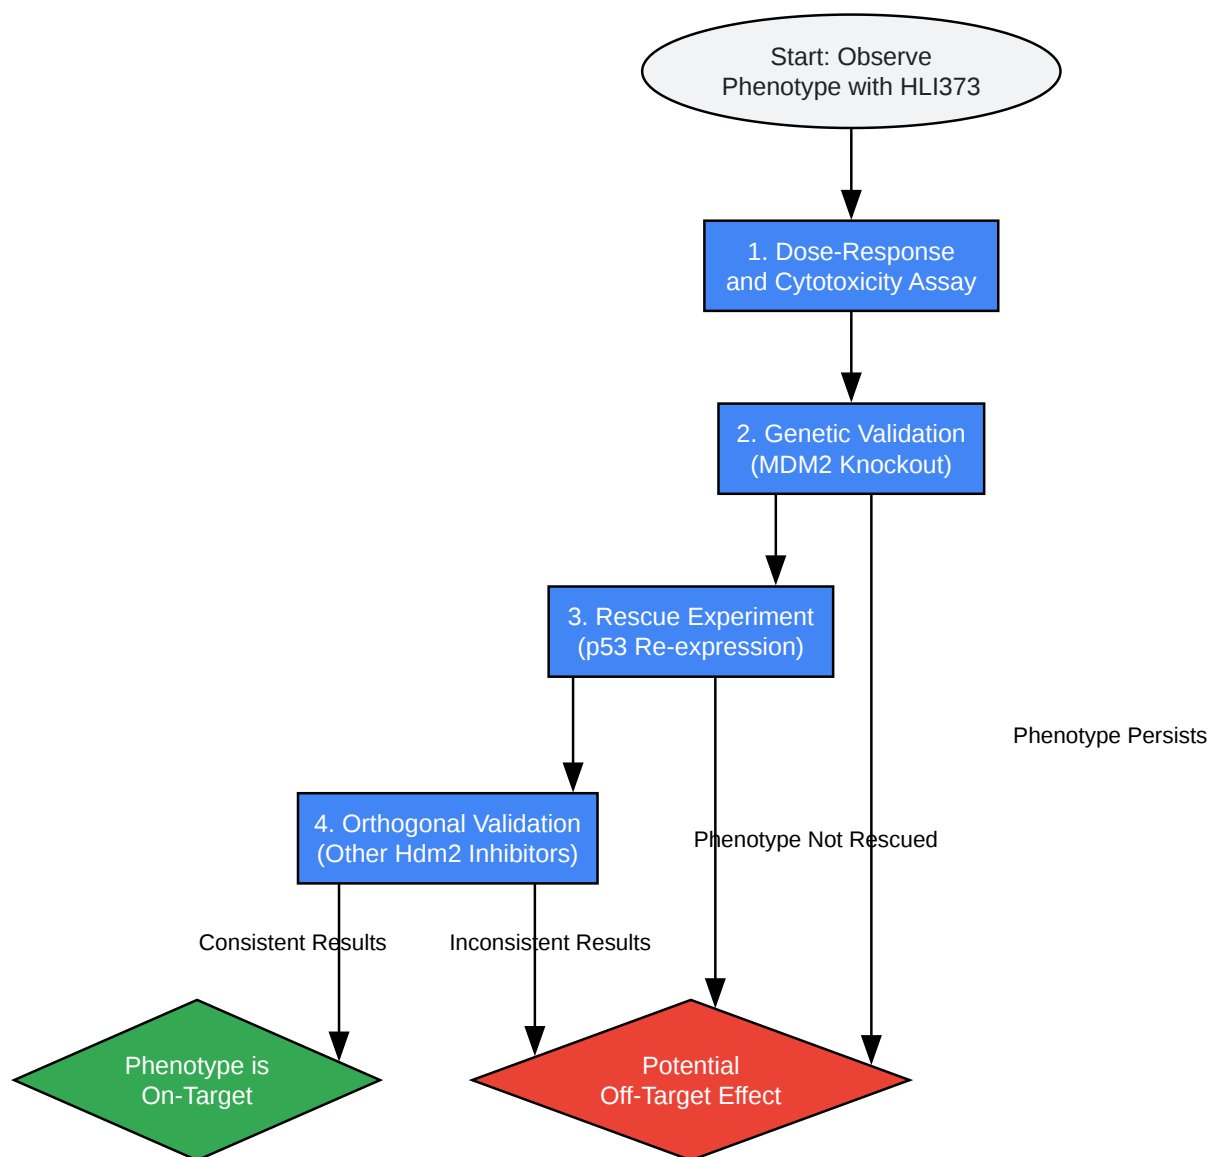 Start: Observe
Phenotype with HLI373
1. Dose-Response
and Cytotoxicity Assay
2. Genetic Validation
(MDM2 Knockout)
3. Rescue Experiment
(p53 Re-expression)
Phenotype Persists
4. Orthogonal Validation
(Other Hdm2 Inhibitors)
Phenotype Not Rescued
Consistent Results
Inconsistent Results
Phenotype is
On-Target
Potential
Off-Target Effect